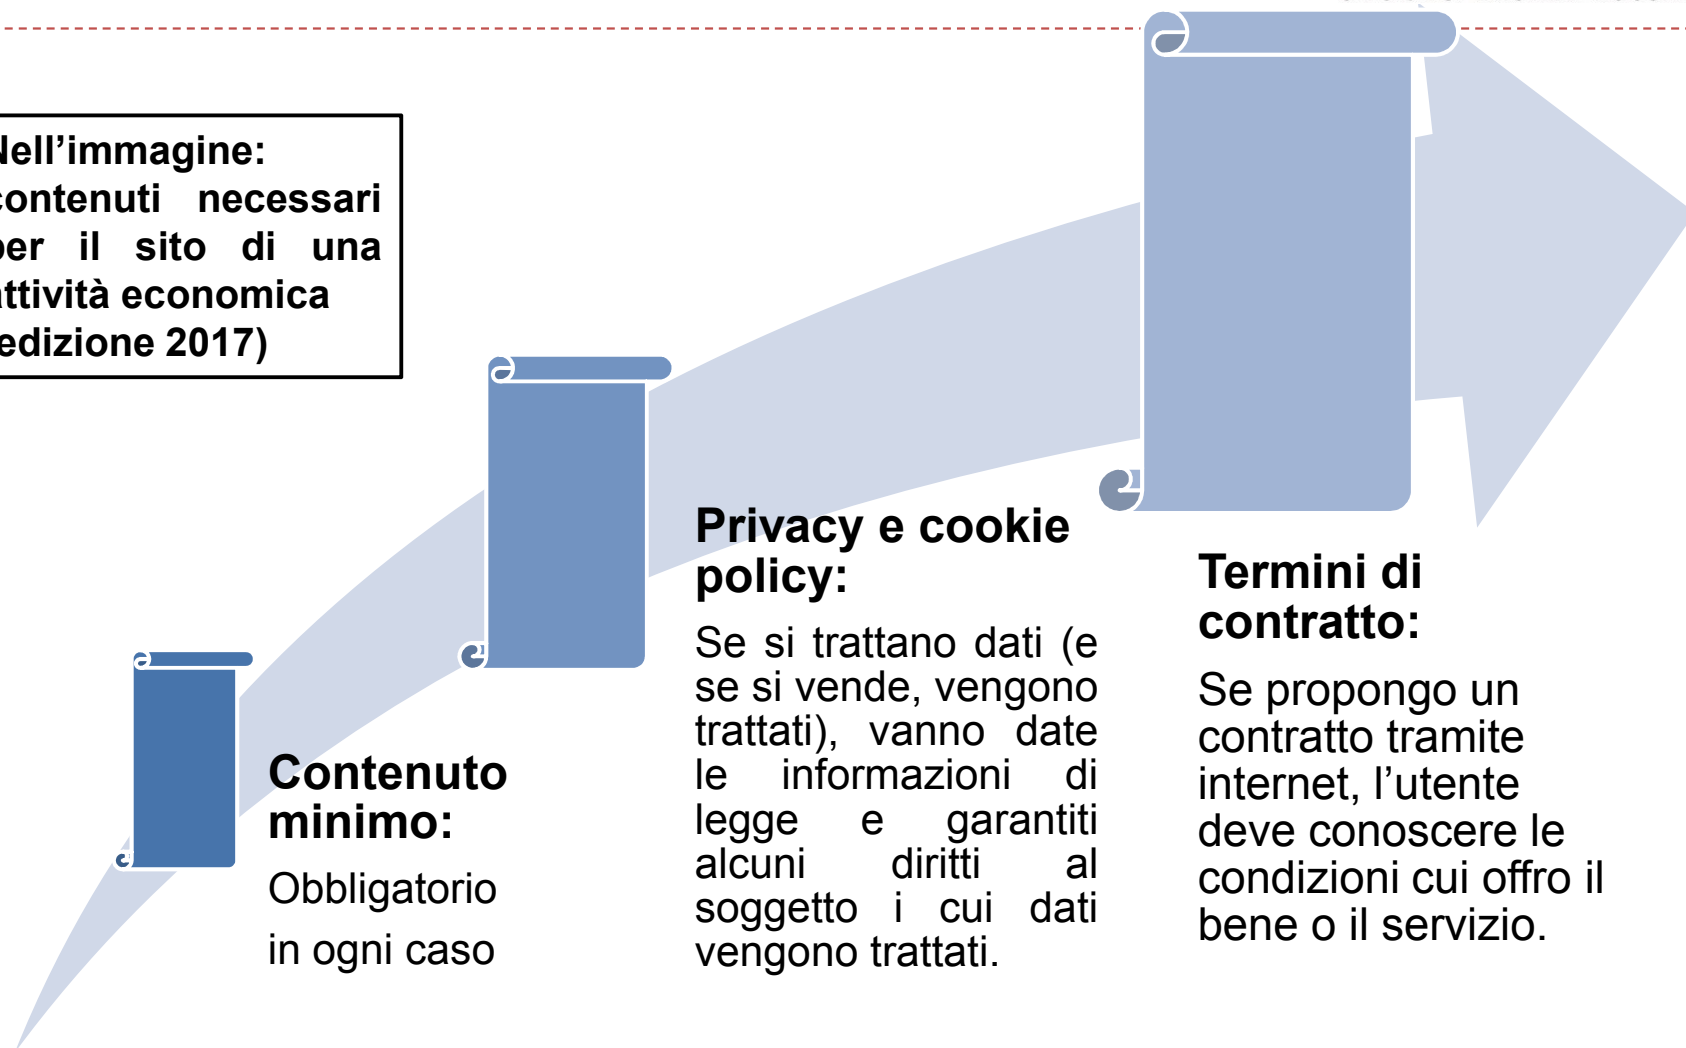 Nell’immagine:
contenuti necessari
per il sito di una
attività economica
edizione 2017)
Privacy e cookie
policy:
Se si trattano dati (e
se si vende, vengono
trattati), vanno date
le informazioni di
legge e garantiti
alcuni diritti al
soggetto i cui dati
vengono trattati.
Termini di
contratto:
Se propongo un
contratto tramite
internet, l’utente
deve conoscere le
condizioni cui offro il
bene o il servizio.
Contenuto
minimo:
Obbligatorio
in ogni caso